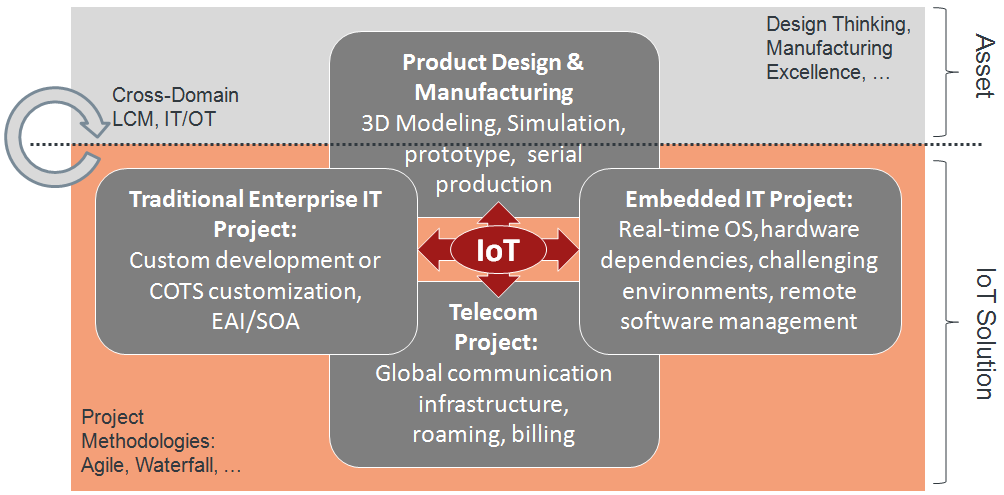 Design Thinking,
Manufacturing
Excellence, …
Asset
Product Design &
Manufacturing
3D Modeling, Simulation,
prototype, serial
production
Cross-Domain
LCM, IT/OT
Traditional Enterprise IT
Project:
Custom development or
COTS customization,
EAI/SOA
IoT
Embedded IT Project:
Real-time OS,hardware
dependencies, challenging
environments, remote
software management
Telecom
Project:
Global communication
infrastructure,
roaming, billing
IoT Solution
Project
Methodologies:
Agile, Waterfall, …